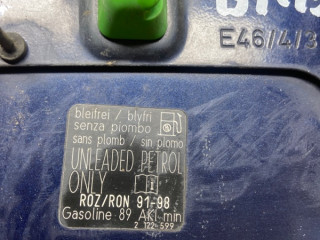 E46/4/3
bleifrei / blyfri
senza plombo
sans plomb / sin plomo
UNLEADED PETROL
ONLY
ROZ/RON 91-98
Gasoline 89 AKI min
2 122 599